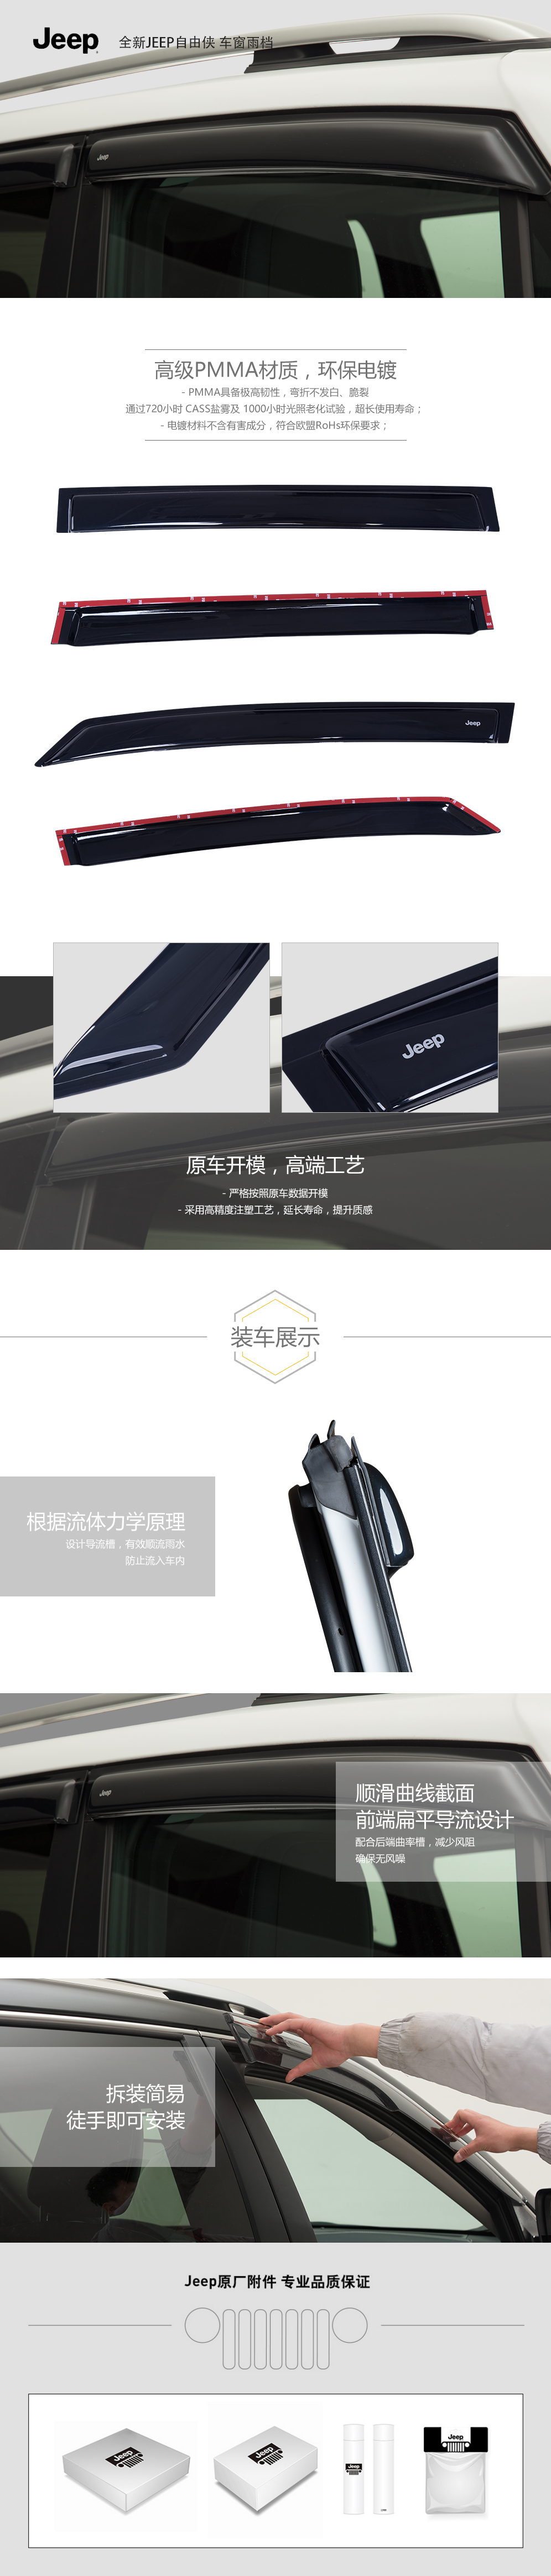 Jeep 全新JEEP自由侠 车窗雨档
Jeep
高级PMMA材质，环保电镀
- PMMA具备极高韧性，弯折不发白、脆裂
通过720小时 CASS盐雾及 1000小时光照老化试验，超长使用寿命；
- 电镀材料不含有害成分，符合欧盟RoHs环保要求；
Jeep
Jeep
原车开模，高端工艺
- 严格按照原车数据开模
- 采用高精度注塑工艺，延长寿命，提升质感
装车展示
根据流体力学原理
设计导流槽，有效顺流雨水
防止流入车内
Jeep
顺滑曲线截面
前端扁平导流设计
配合后端曲率槽，减少风阻
确保无风噪
拆装简易
徒手即可安装
Jeep原厂附件 专业品质保证
Jeep
Jeep
Jeep
Jeep